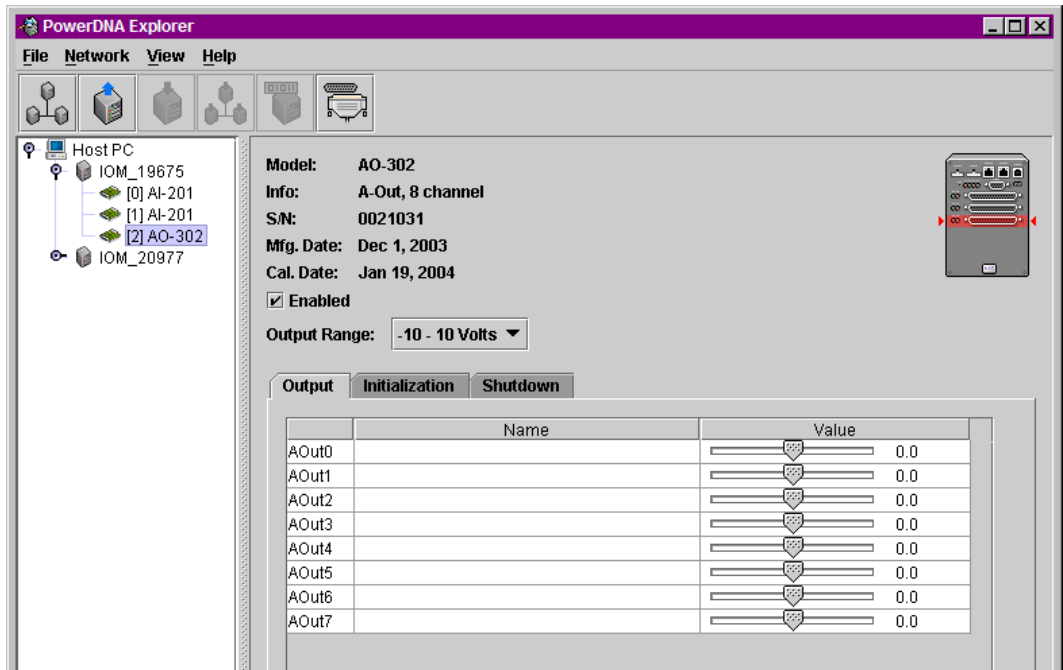 PowerDNA Explorer
File Network View Help
Host PC
IOM_19675
[0] AI-201
[1] AI-201
[2] AO-302
IOM_20977
Model: AO-302
Info: A-Out, 8 channel
S/N: 0021031
Mfg. Date: Dec 1, 2003
Cal. Date: Jan 19, 2004
Enabled
Output Range: -10 - 10 Volts
Output Initialization Shutdown
Name Value
AOut0 0.0
AOut1 0.0
AOut2 0.0
AOut3 0.0
AOut4 0.0
AOut5 0.0
AOut6 0.0
AOut7 0.0